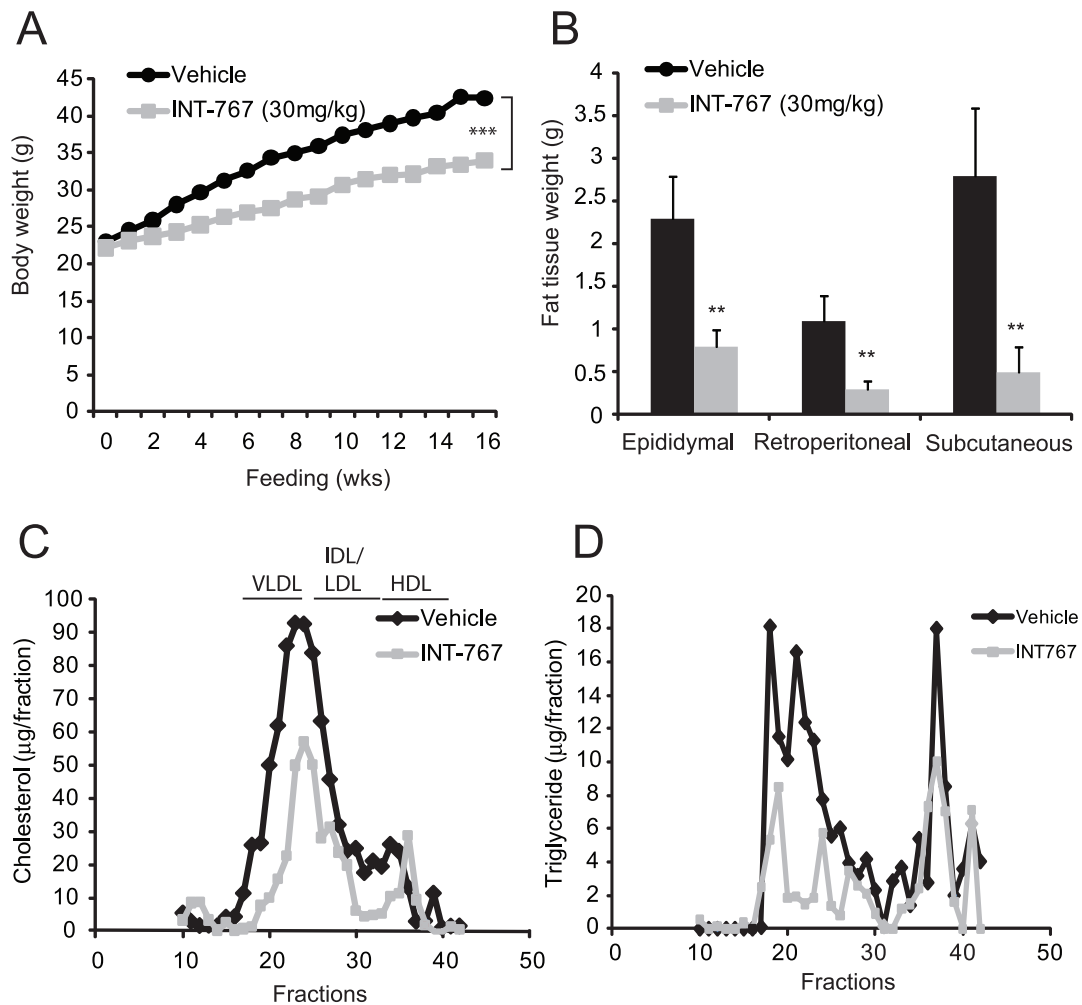 A
Vehicle
INT-767 (30mg/kg)
***
Body weight (g)
45
40
35
30
25
20
15
10
5
0
0 2 4 6 8 10 12 14 16
Feeding (wks)
B
Vehicle
INT-767 (30mg/kg)
Fat tissue weight (g)
4
3.5
3
2.5
2
1.5
1
0.5
0
**
**
**
Epididymal Retroperitoneal Subcutaneous
C
VLDL
IDL/
LDL
HDL
Vehicle
INT-767
Cholesterol (µg/fraction)
100
90
80
70
60
50
40
30
20
10
0
0 10 20 30 40 50
Fractions
D
Vehicle
INT767
Triglyceride (µg/fraction)
20
18
16
14
12
10
8
6
4
2
0
0 10 20 30 40 50
Fractions